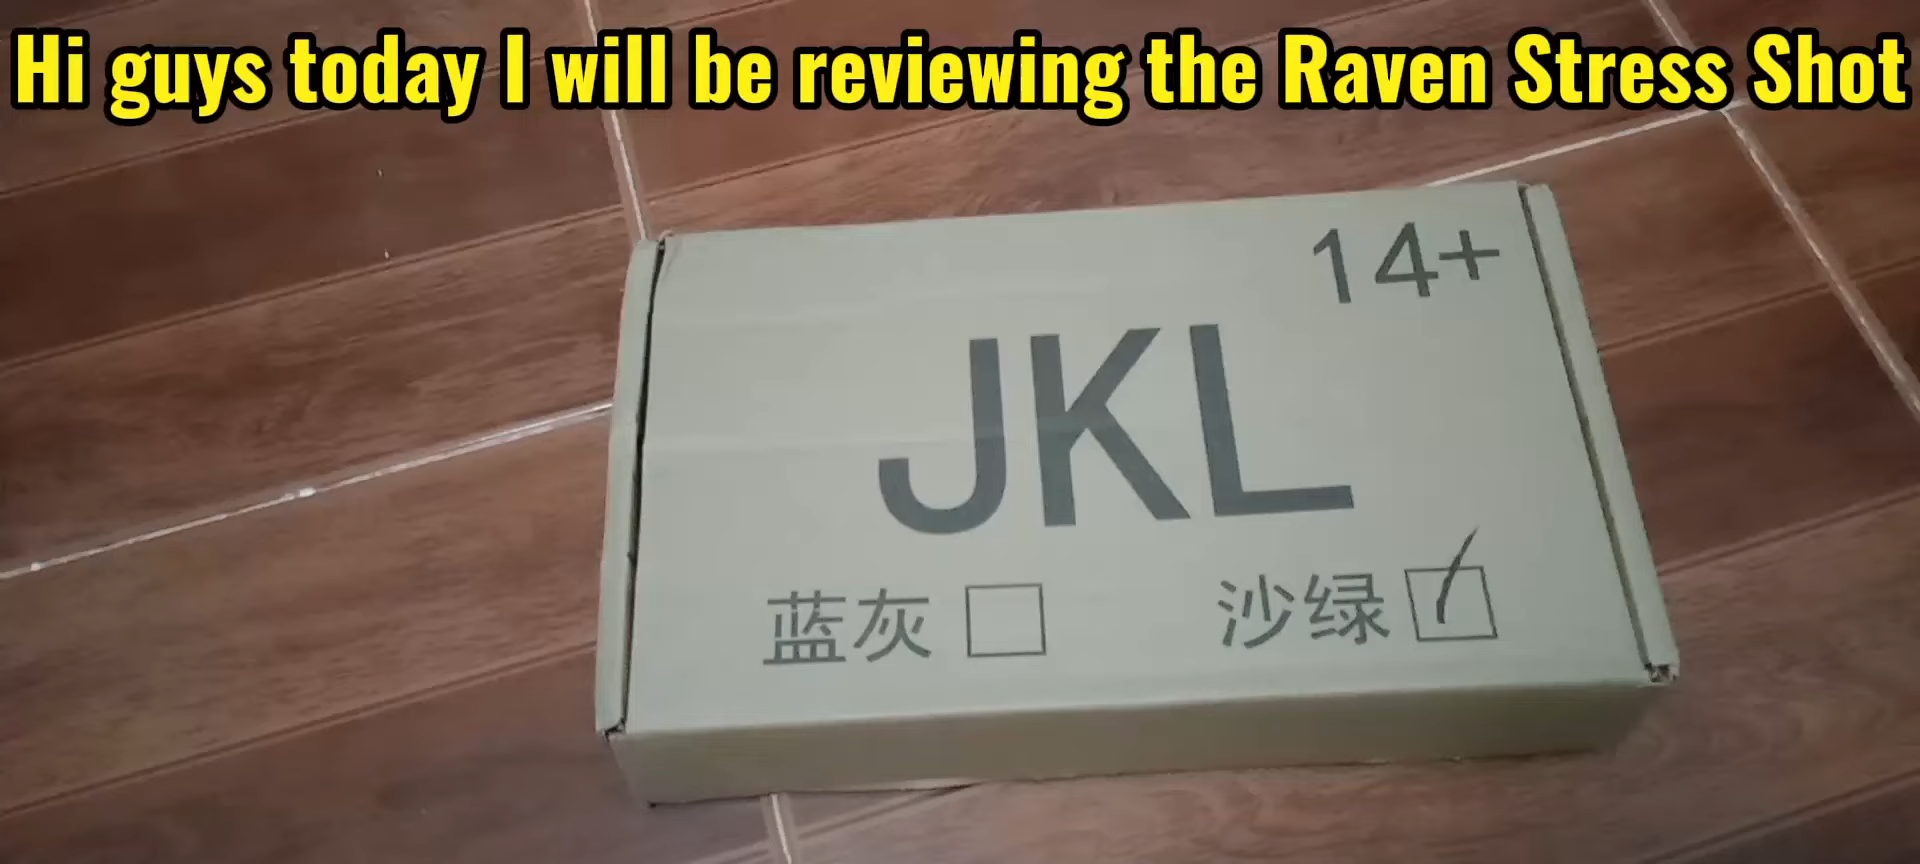 Hi guys today I will be reviewing the Raven Stress Shot
14+
JKL
蓝灰 沙绿